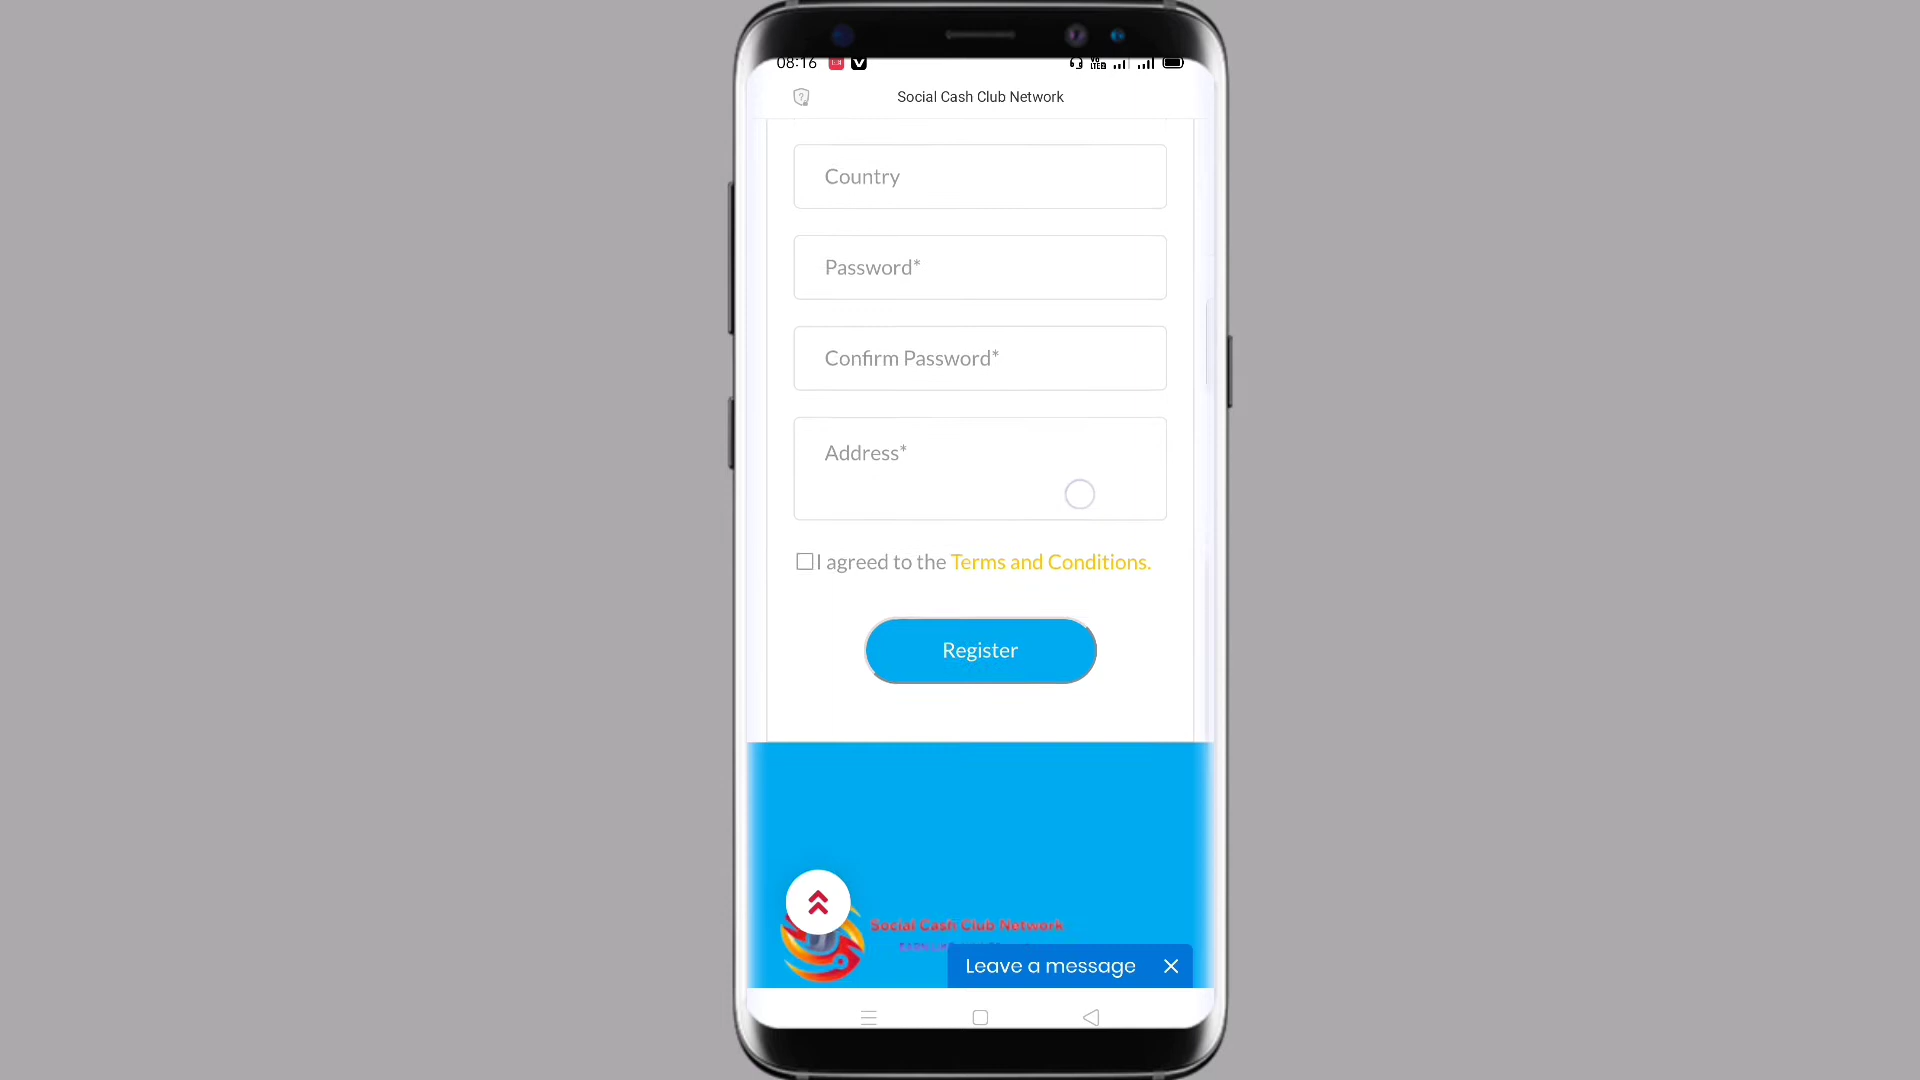 08:16
Social Cash Club Network
Country
Password*
Confirm Password*
Address*
I agreed to the Terms and Conditions.
Register
Social Cash Club Network
Leave a message